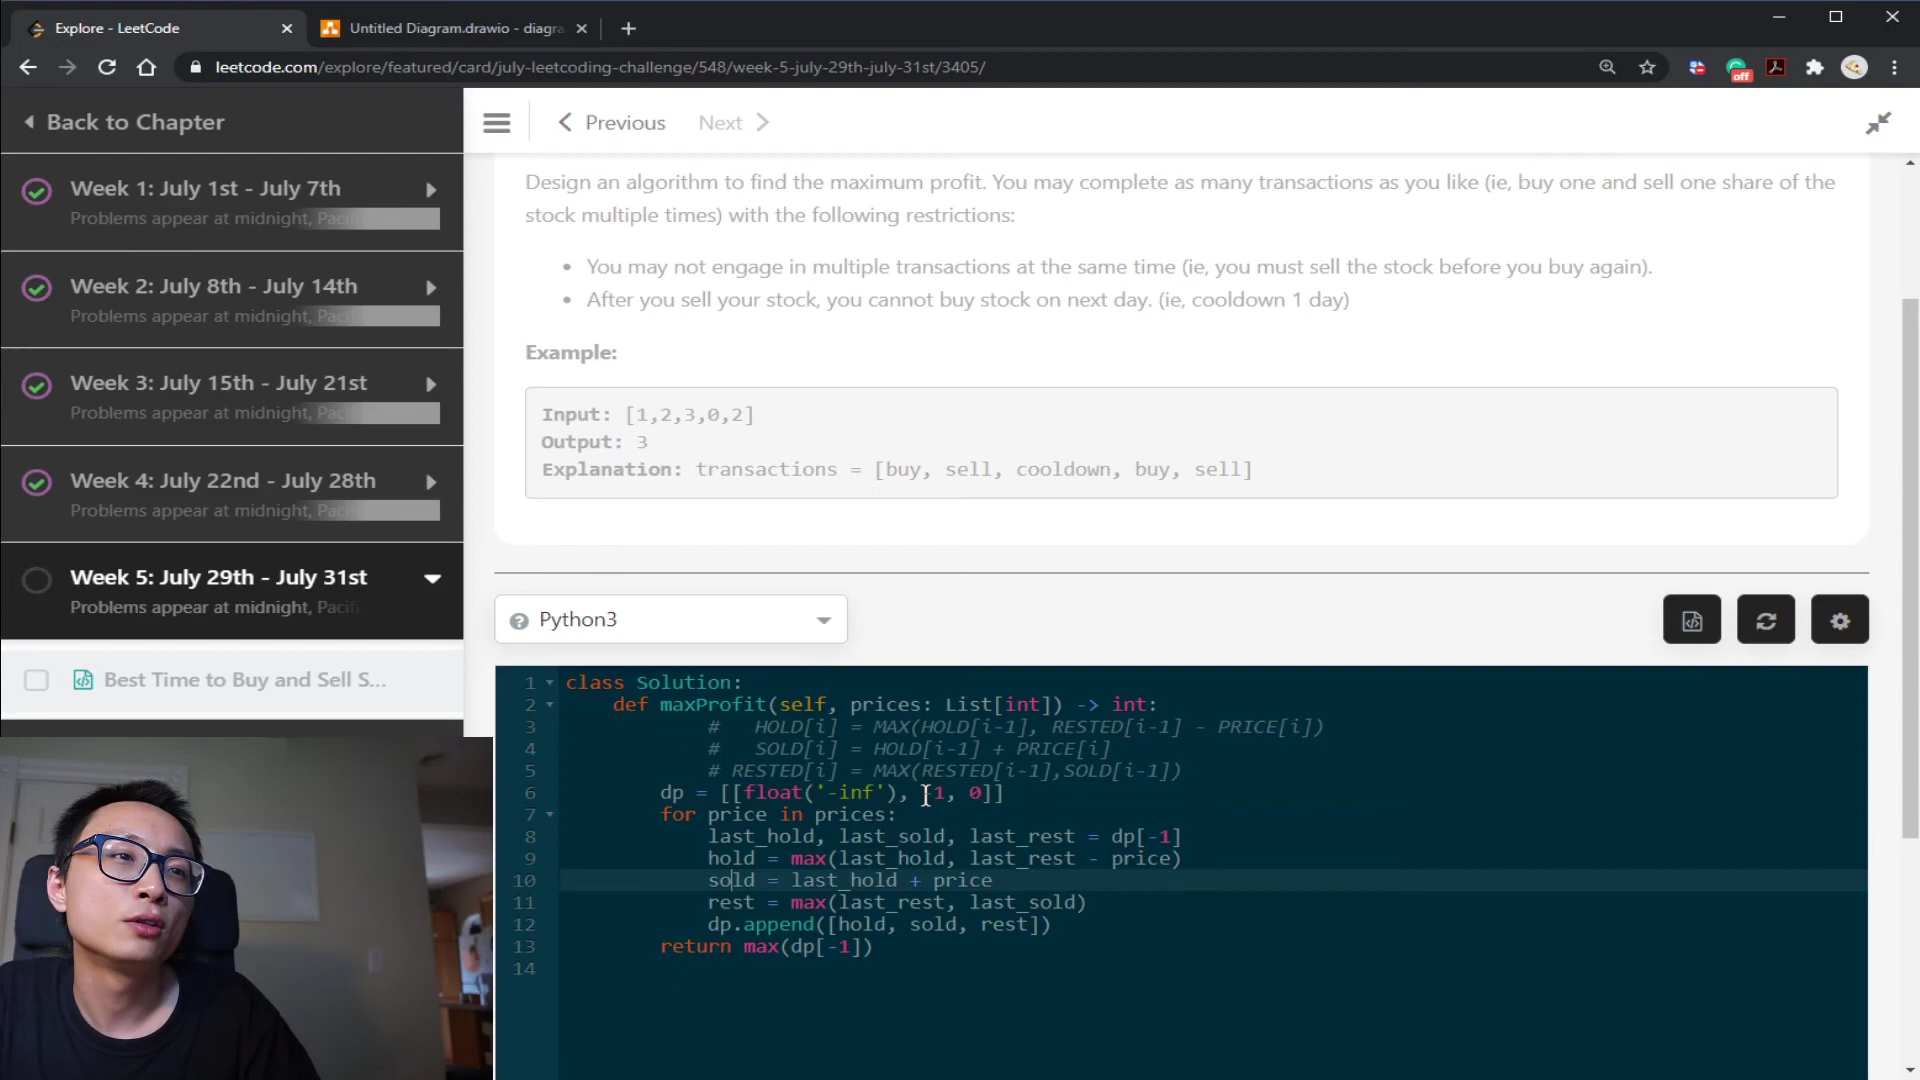 Explore - LeetCode
Untitled Diagram.drawio - diagra
leetcode.com/explore/featured/card/july-leetcoding-challenge/548/week-5-july-29th-july-31st/3405/
off
Back to Chapter
Previous
Next
Week 1: July 1st - July 7th
Problems appear at midnight, Pacif
Week 2: July 8th - July 14th
Problems appear at midnight, Pacif
Week 3: July 15th - July 21st
Problems appear at midnight, Pacif
Week 4: July 22nd - July 28th
Problems appear at midnight, Pacif
Week 5: July 29th - July 31st
Problems appear at midnight, Pacif
Best Time to Buy and Sell S...
Design an algorithm to find the maximum profit. You may complete as many transactions as you like (ie, buy one and sell one share of the
stock multiple times) with the following restrictions:
• You may not engage in multiple transactions at the same time (ie, you must sell the stock before you buy again).
• After you sell your stock, you cannot buy stock on next day. (ie, cooldown 1 day)
Example:
Input: [1,2,3,0,2]
Output: 3
Explanation: transactions = [buy, sell, cooldown, buy, sell]
Python3
1 class Solution:
2 def maxProfit(self, prices: List[int]) -> int:
3 # HOLD[i] = MAX(HOLD[i-1], RESTED[i-1] - PRICE[i])
4 # SOLD[i] = HOLD[i-1] + PRICE[i]
5 # RESTED[i] = MAX(RESTED[i-1],SOLD[i-1])
6 dp = [[float('-inf'), -1, 0]]
7 for price in prices:
8 last_hold, last_sold, last_rest = dp[-1]
9 hold = max(last_hold, last_rest - price)
10 sold = last_hold + price
11 rest = max(last_rest, last_sold)
12 dp.append([hold, sold, rest])
13 return max(dp[-1])
14